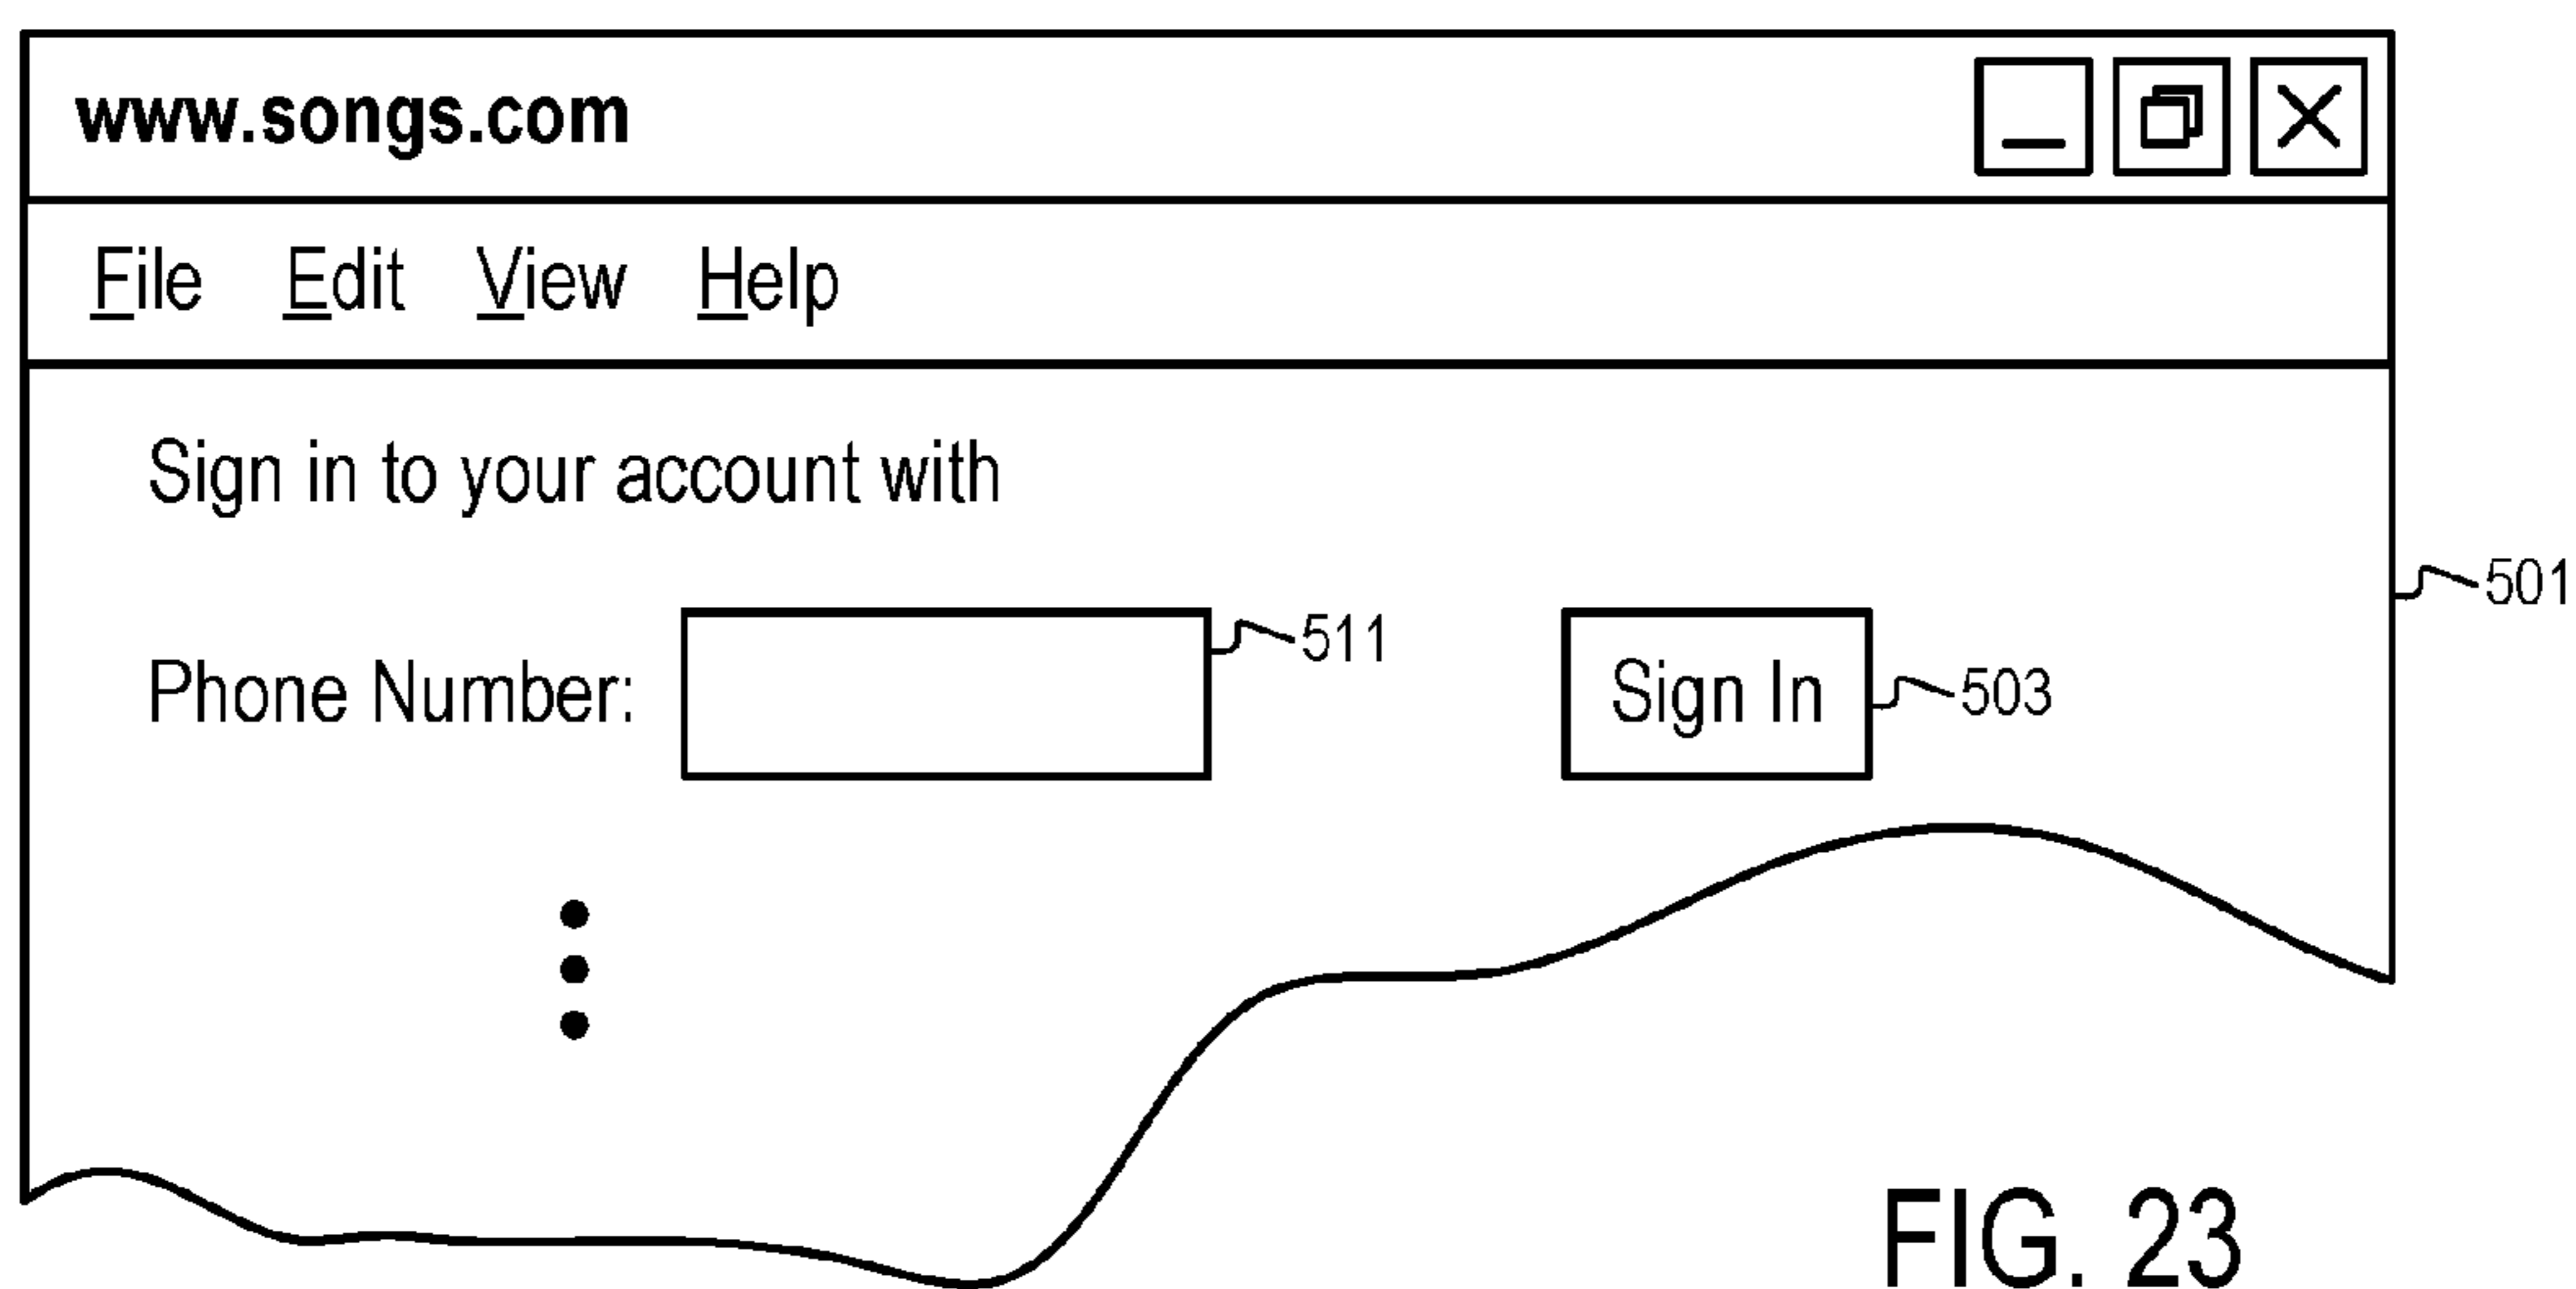 www.songs.com
File Edit View Help
Sign in to your account with
501
Phone Number: 511 Sign In 503
FIG. 23